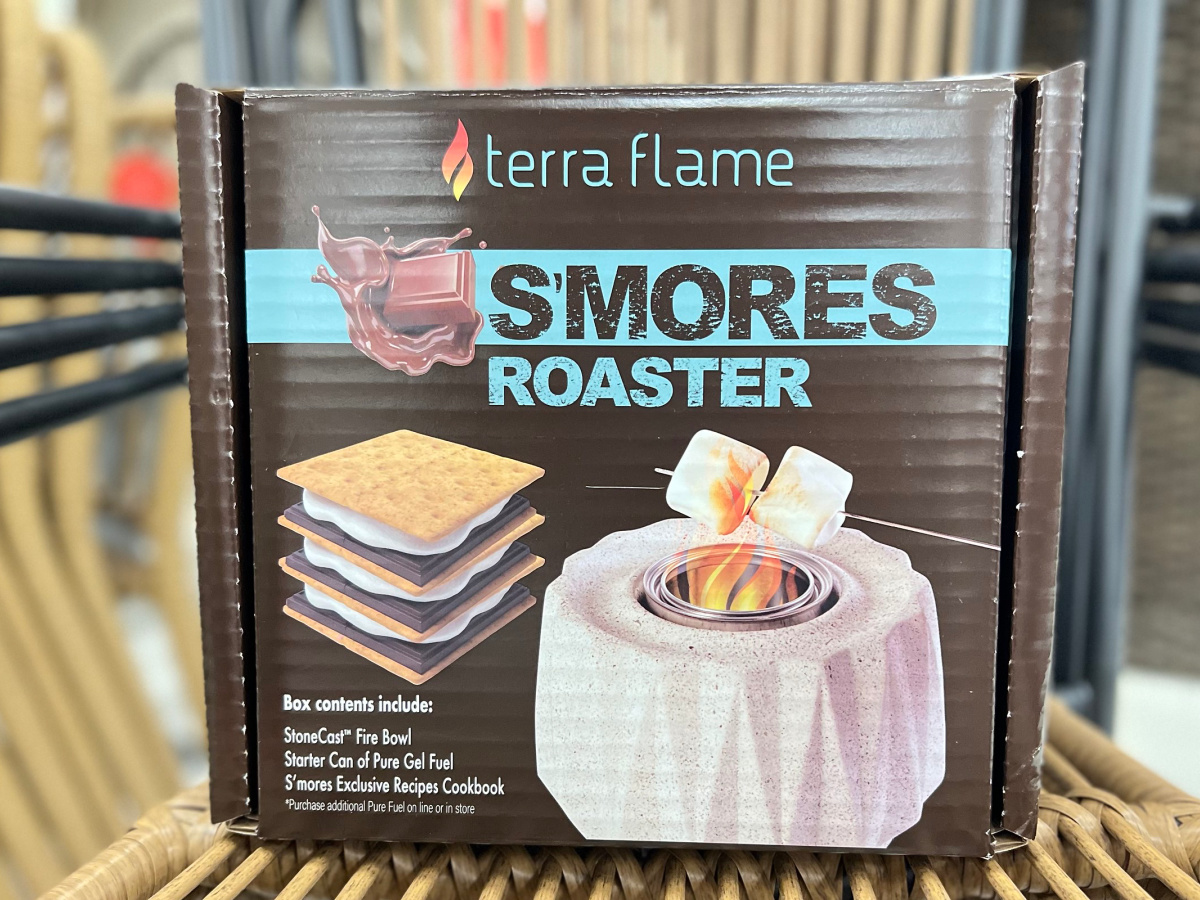 terra flame
S'MORES
ROASTER
Box contents include:
StoneCast™ Fire Bowl
Starter Can of Pure Gel Fuel
S'mores Exclusive Recipes Cookbook
*Purchase additional Pure Fuel on line or in store